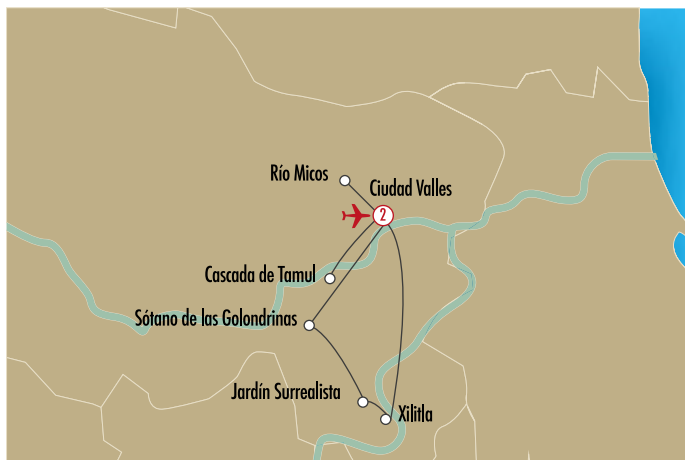 Río Micos
Ciudad Valles
2
Cascada de Tamul
Sótano de las Golondrinas
Jardín Surrealista
Xilitla